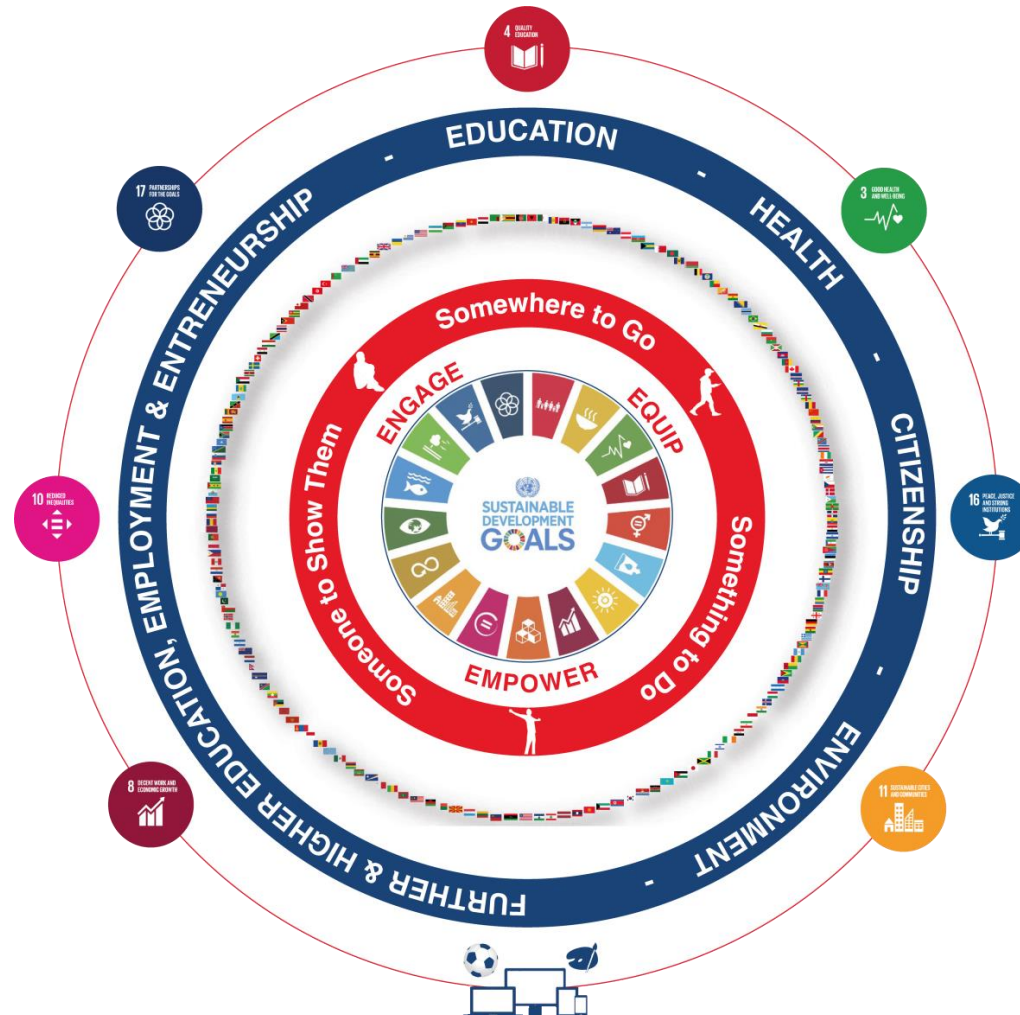 4 QUALITY
EDUCATION
3 GOOD HEALTH
AND WELL-BEING
16 PEACE, JUSTICE
AND STRONG
INSTITUTIONS
11 SUSTAINABLE CITIES
AND COMMUNITIES
8 DECENT WORK AND
ECONOMIC GROWTH
10 REDUCED
INEQUALITIES
17 PARTNERSHIPS
FOR THE GOALS
EDUCATION - HEALTH - CITIZENSHIP - ENVIRONMENT - FURTHER & HIGHER EDUCATION, EMPLOYMENT & ENTRENEURSHIP -
Somewhere to Go
Something to Do
Someone to Show Them
ENGAGE
EQUIP
EMPOWER
SUSTAINABLE
DEVELOPMENT
GOALS